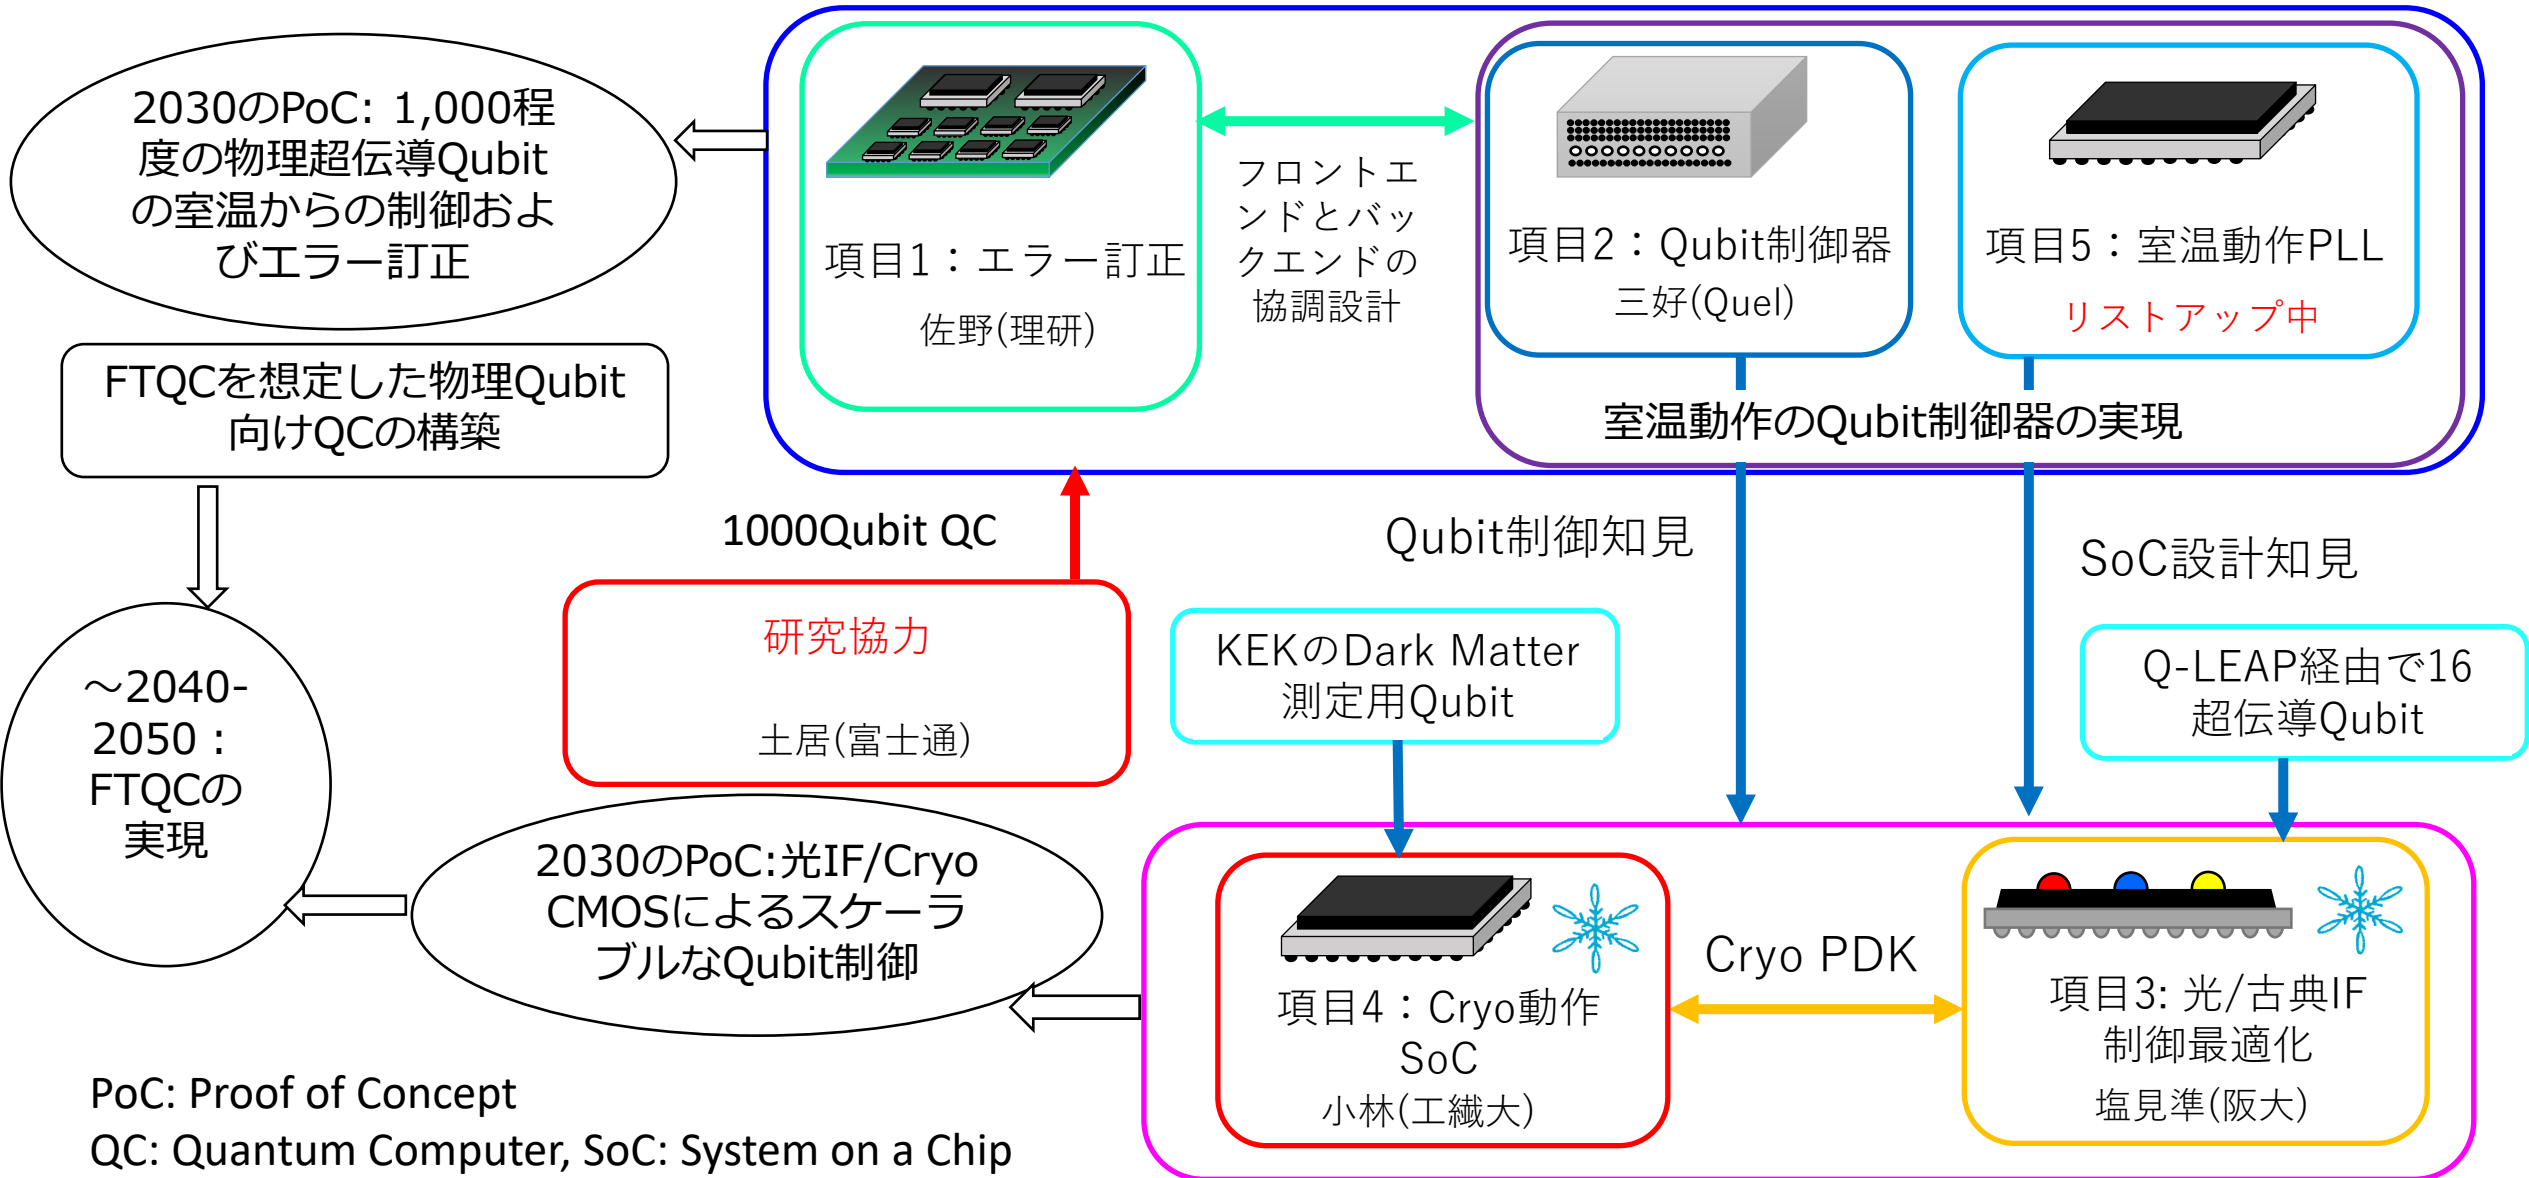 2030のPoC: 1,000程
度の物理超伝導Qubit
の室温からの制御およ
びエラー訂正
FTQCを想定した物理Qubit
向けQCの構築
～2040-
2050：
FTQCの
実現
項目1：エラー訂正
佐野(理研)
フロントエ
ンドとバッ
クエンドの
協調設計
項目2：Qubit制御器
三好(Quel)
項目5：室温動作PLL
リストアップ中
室温動作のQubit制御器の実現
1000Qubit QC
研究協力
土居(富士通)
Qubit制御知見
SoC設計知見
KEKのDark Matter
測定用Qubit
Q-LEAP経由で16
超伝導Qubit
2030のPoC:光IF/Cryo
CMOSによるスケーラ
ブルなQubit制御
項目4：Cryo動作
SoC
小林(工繊大)
Cryo PDK
項目3: 光/古典IF
制御最適化
塩見準(阪大)
PoC: Proof of Concept
QC: Quantum Computer, SoC: System on a Chip